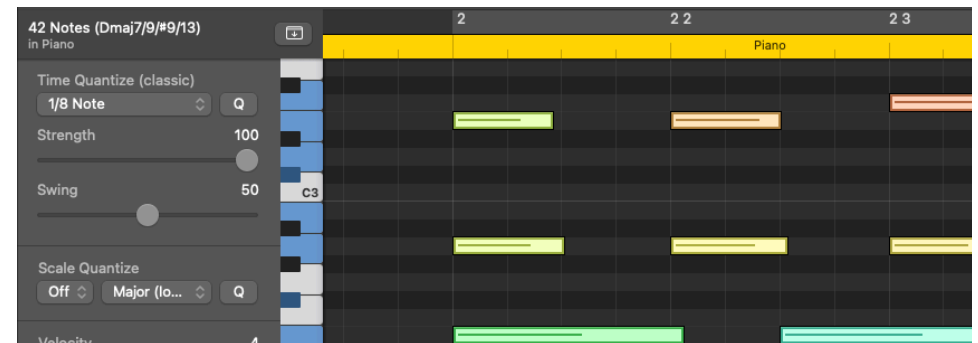 42 Notes (Dmaj7/9/#9/13)
in Piano
2
2 2
2 3
Piano
Time Quantize (classic)
1/8 Note
Q
Strength
100
Swing
50
C3
Scale Quantize
Off
Major (lo...
Q
Velocity